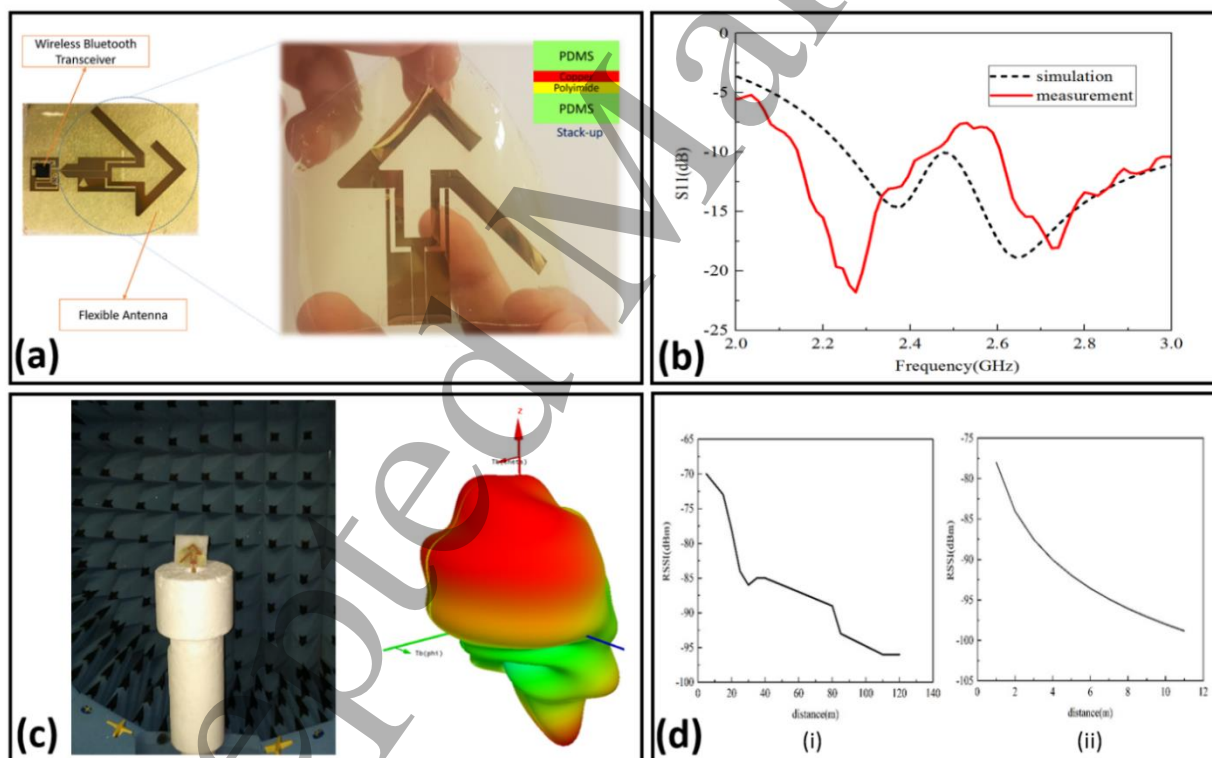 Wireless Bluetooth
Transceiver
Flexible Antenna
PDMS
Copper
Polyimide
PDMS
Stack-up
(a)
0
-5
-10
-15
-20
-25
S11(dB)
simulation
measurement
2.0
2.2
2.4
2.6
2.8
3.0
Frequency(GHz)
(b)
z
Tb(phi)
(c)
-65
-70
-75
-80
-85
-90
-95
-100
RSSI(dBm)
0
20
40
60
80
100
120
140
distance(m)
(i)
-75
-80
-85
-90
-95
-100
-105
RSSI(dBm)
0
2
4
6
8
10
12
distance(m)
(ii)
(d)